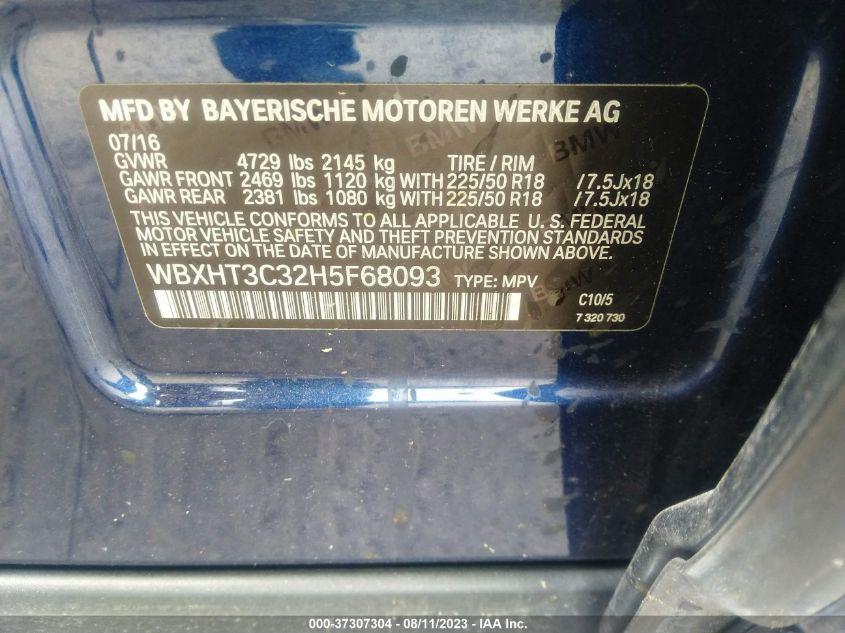 MFD BY BAYERISCHE MOTOREN WERKE AG
07/16
GVWR 4729 lbs 2145 kg TIRE / RIM
GAWR FRONT 2469 lbs 1120 kg WITH 225/50 R18 /7.5Jx18
GAWR REAR 2381 lbs 1080 kg WITH 225/50 R18 /7.5Jx18
THIS VEHICLE CONFORMS TO ALL APPLICABLE U. S. FEDERAL
MOTOR VEHICLE SAFETY AND THEFT PREVENTION STANDARDS
IN EFFECT ON THE DATE OF MANUFACTURE SHOWN ABOVE.
WBXHT3C32H5F68093 TYPE: MPV
C10/5
7 320 730
000-37307304 - 08/11/2023 - IAA Inc.